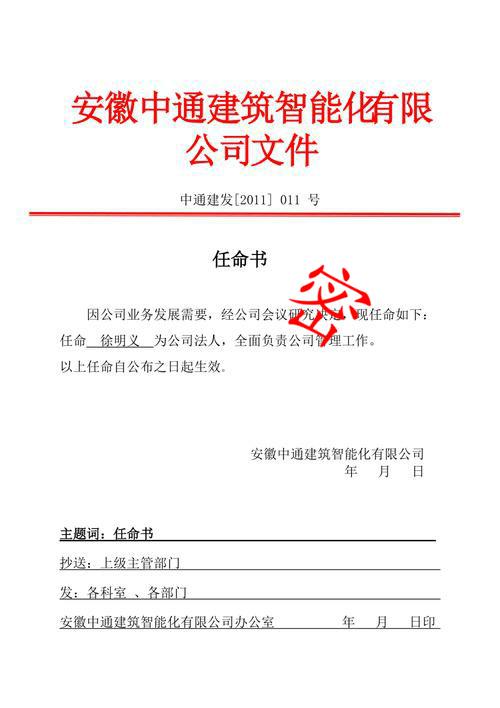 安徽中通建筑智能化有限
公司文件
中通建发[2011] 011 号
任命书
密
因公司业务发展需要，经公司会议研究决定，现任命如下：
任命 徐明义 为公司法人，全面负责公司管理工作。
以上任命自公布之日起生效。
安徽中通建筑智能化有限公司
年 月 日
主题词：任命书
抄送：上级主管部门
发：各科室 、各部门
安徽中通建筑智能化有限公司办公室 年 月 日印